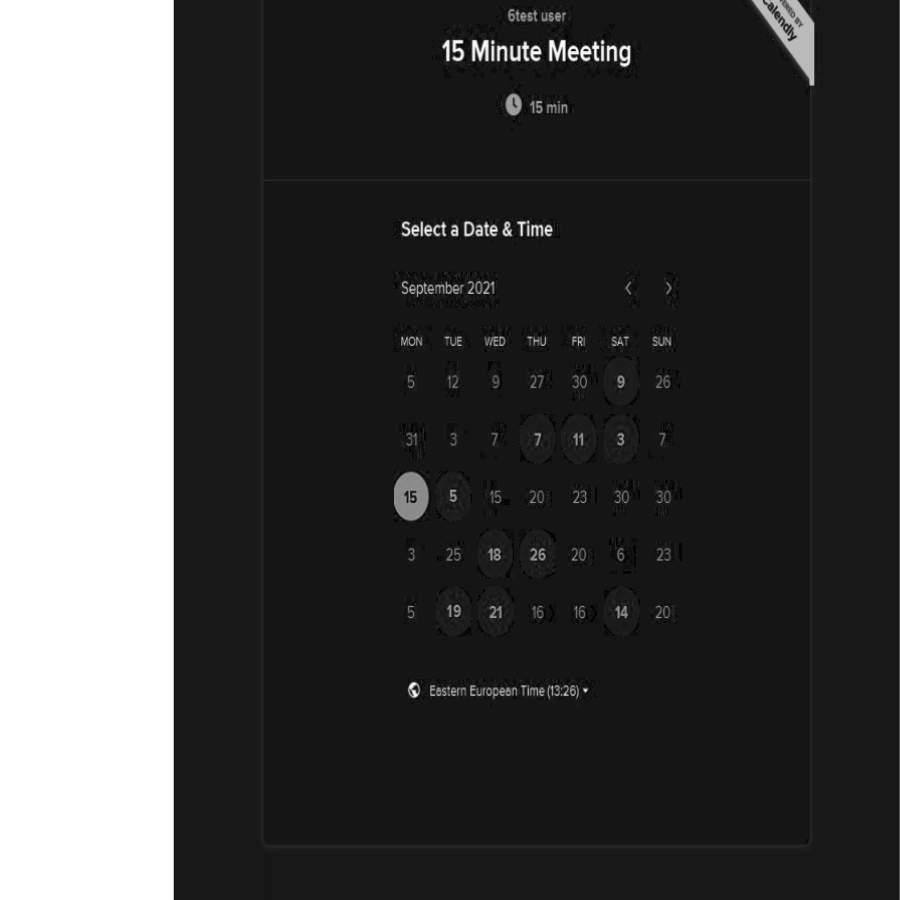 6test user
15 Minute Meeting
15 min
Calendly
Select a Date & Time
September 2021
MON TUE WED THU FRI SAT SUN
5 12 9 27 30 9 26
31 3 7 7 11 3 7
15 5 15 20 23 30 30
3 25 18 26 20 6 23
5 19 21 16 16 14 20
Eastern European Time (13:26)